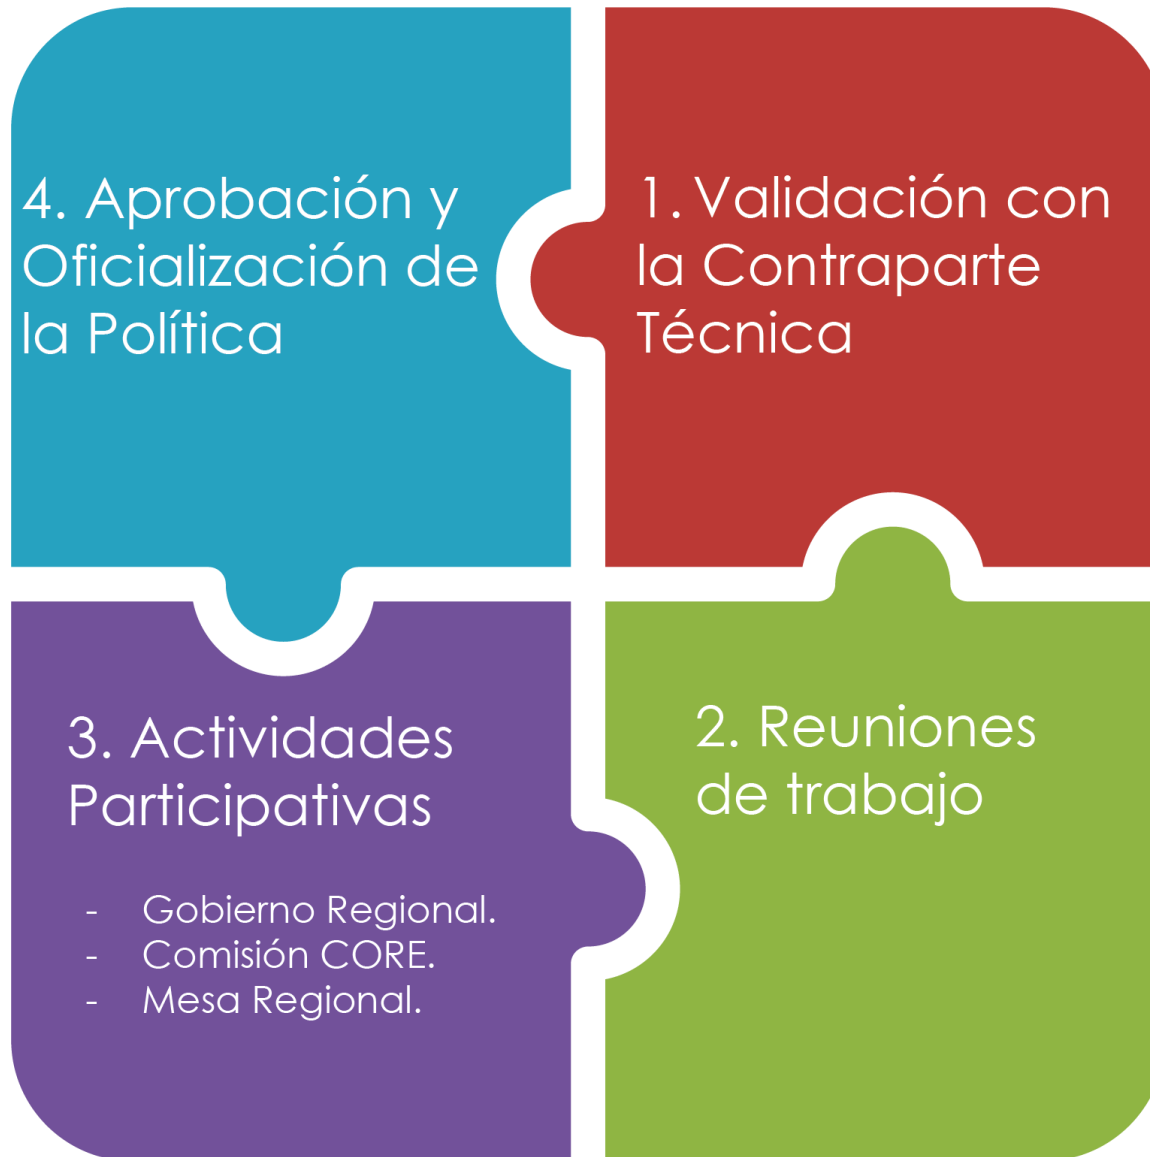 4. Aprobación y
Oficialización de
la Política
1. Validación con
la Contraparte
Técnica
3. Actividades
Participativas
- Gobierno Regional.
- Comisión CORE.
- Mesa Regional.
2. Reuniones
de trabajo